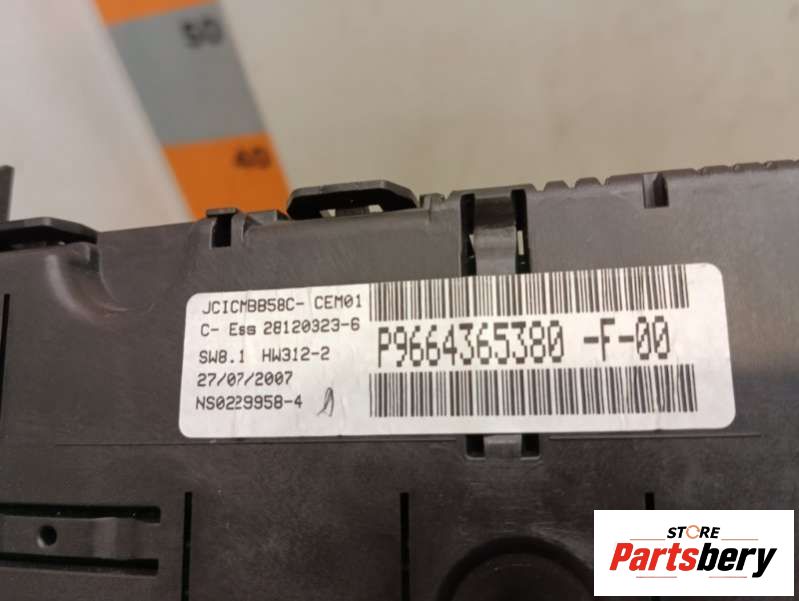 50
40
JCICMBB58C- CEM01
C- Ess 28120323-6
SW8.1 HW312-2
27/07/2007
NS0229958-4
P9664365380 -F-00
STORE
Partsbery